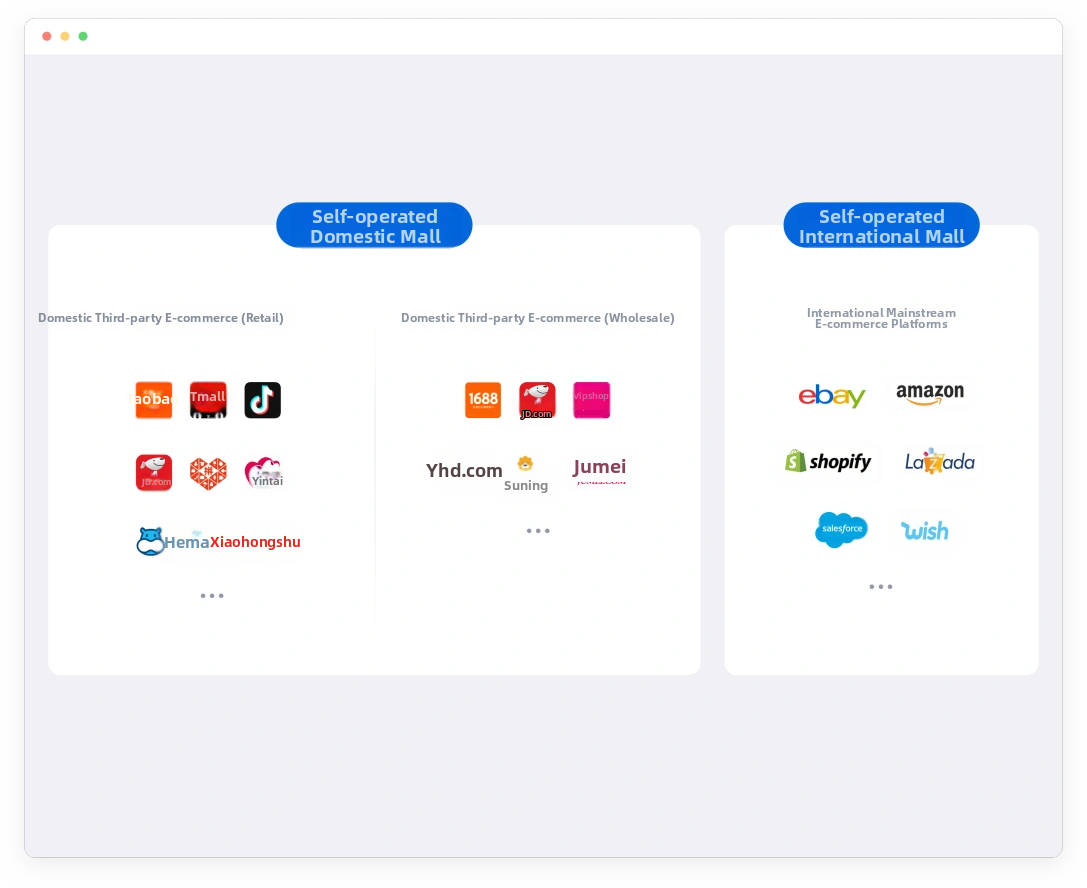 Self-operated
Domestic Mall
Self-operated
International Mall
Domestic Third-party E-commerce (Retail)
Domestic Third-party E-commerce (Wholesale)
International Mainstream
E-commerce Platforms
aobao
Tmall
1688
JD.com
Vipshop
ebay
amazon
JD.com
Yintai
Yhd.com
Suning
Jumei
shopify
Lazada
Hema
Xiaohongshu
salesforce
wish